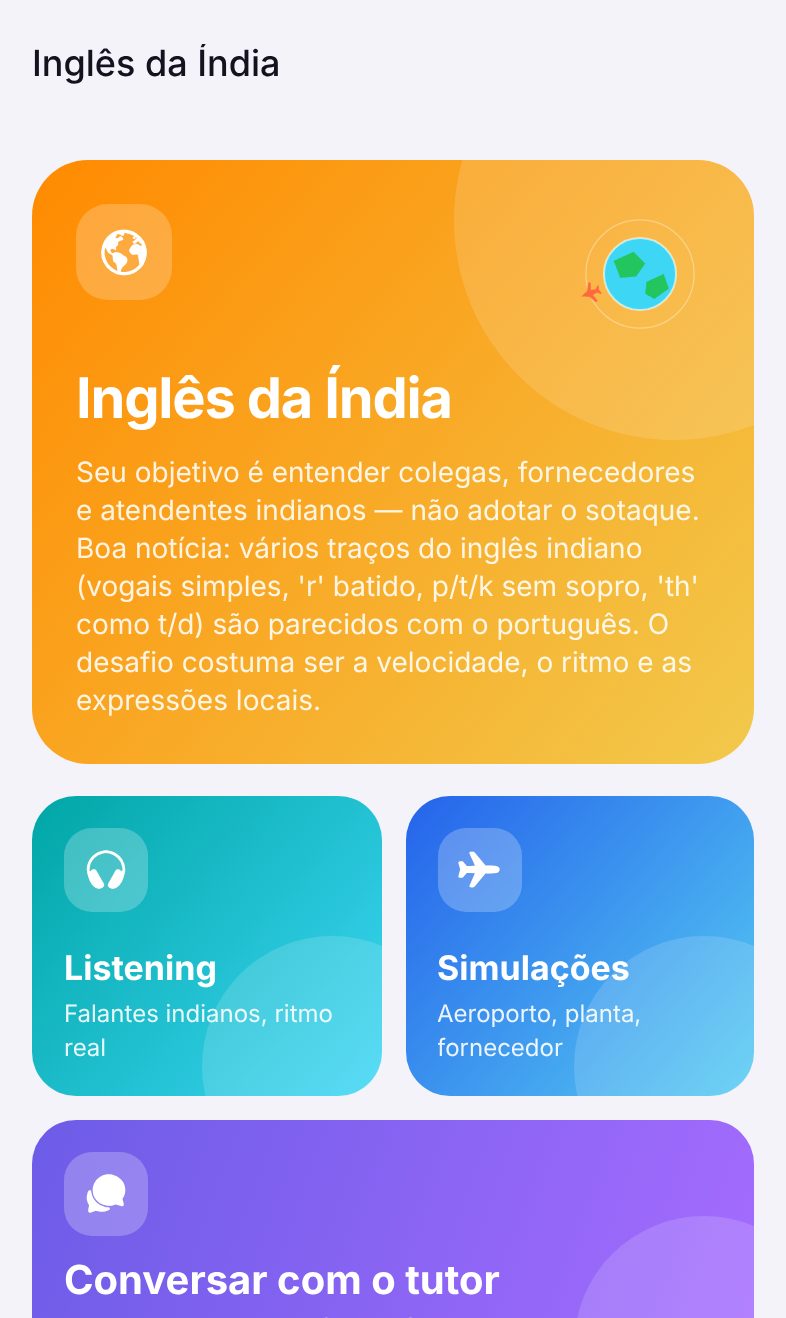 Inglês da Índia
Inglês da Índia
Seu objetivo é entender colegas, fornecedores
e atendentes indianos — não adotar o sotaque.
Boa notícia: vários traços do inglês indiano
(vogais simples, 'r' batido, p/t/k sem sopro, 'th'
como t/d) são parecidos com o português. O
desafio costuma ser a velocidade, o ritmo e as
expressões locais.
Listening
Falantes indianos, ritmo
real
Simulações
Aeroporto, planta,
fornecedor
Conversar com o tutor